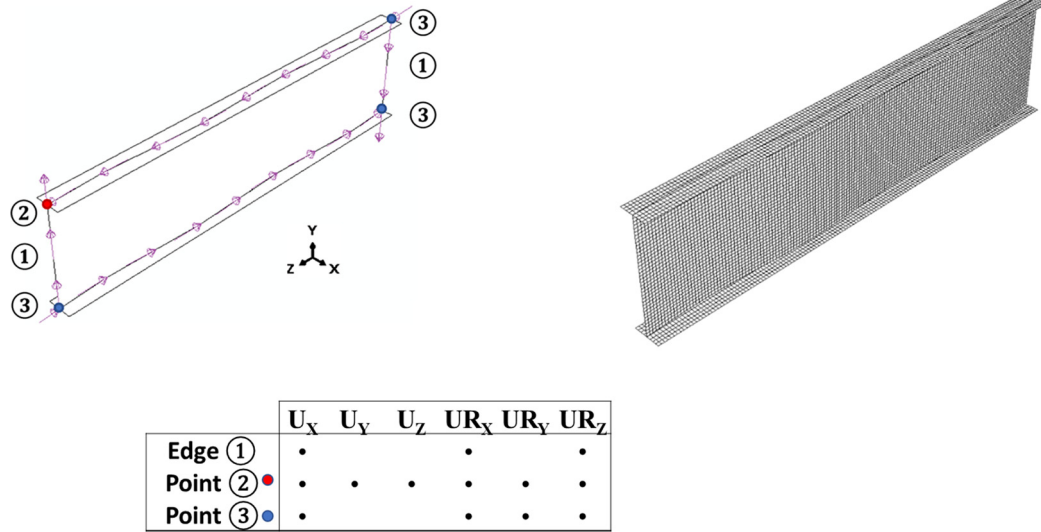 ③
①
③
②
①
③
Y
Z
X
U_X U_Y U_Z UR_X UR_Y UR_Z
Edge ① • • •
Point ② • • • • • •
Point ③ • • • •